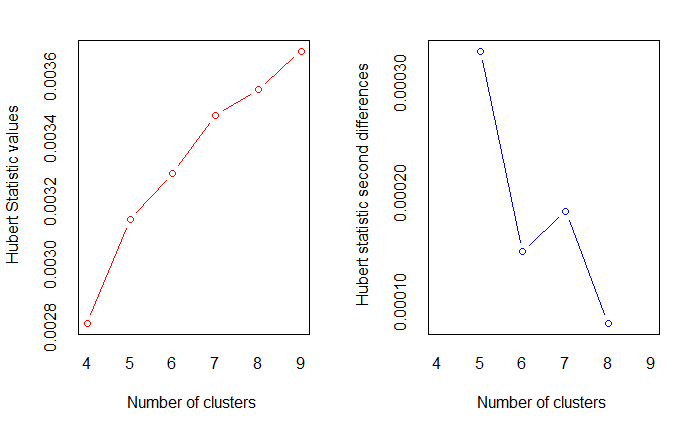 Hubert Statistic values
0.0036
0.0034
0.0032
0.0030
0.0028
4 5 6 7 8 9
Number of clusters
Hubert statistic second differences
0.00030
0.00020
0.00010
4 5 6 7 8 9
Number of clusters